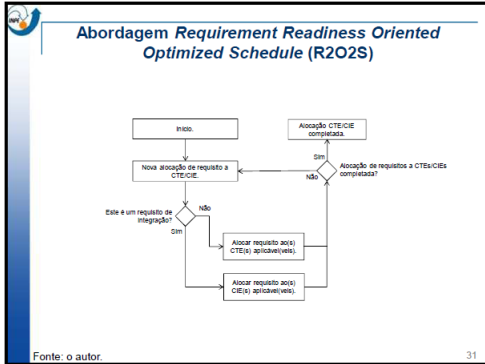 INPE
Abordagem Requirement Readiness Oriented
Optimized Schedule (R2O2S)
Início.
Alocação CTE/CIE
completada.
Sim
Nova alocação de requisito a
CTE/CIE.
Não
Alocação de requisitos a CTEs/CIEs
completada?
Este é um requisito de
integração?
Não
Sim
Alocar requisito ao(s)
CTE(s) aplicável(veis).
Alocar requisito ao(s)
CIE(s) aplicável(veis).
Fonte: o autor.
31